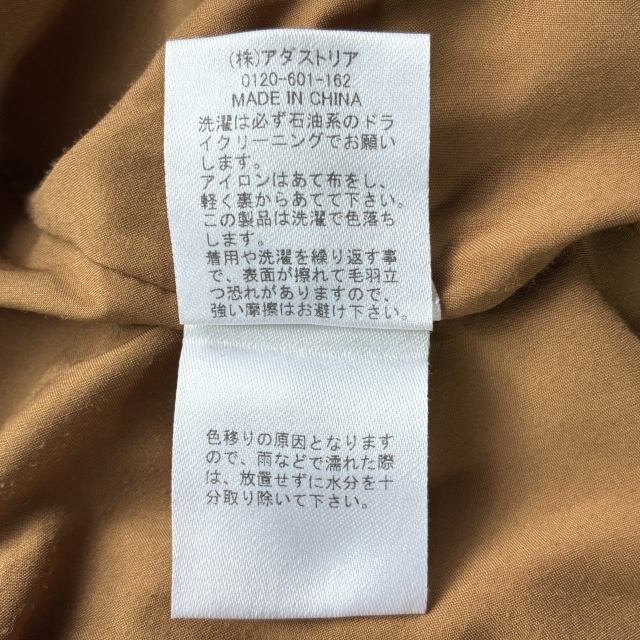 (株)アダストリア
0120-601-162
MADE IN CHINA
洗濯は必ず石油系のドラ
イクリーニングでお願い
します。
アイロンはあて布をし、
軽く裏からあてて下さい。
この製品は洗濯で色落ち
します。
着用や洗濯を繰り返す事
で、表面が擦れて毛羽立
つ恐れがありますので、
強い摩擦はお避け下さい。
色移りの原因となります
ので、雨などで濡れた際
は、放置せずに水分を十
分取り除いて下さい。